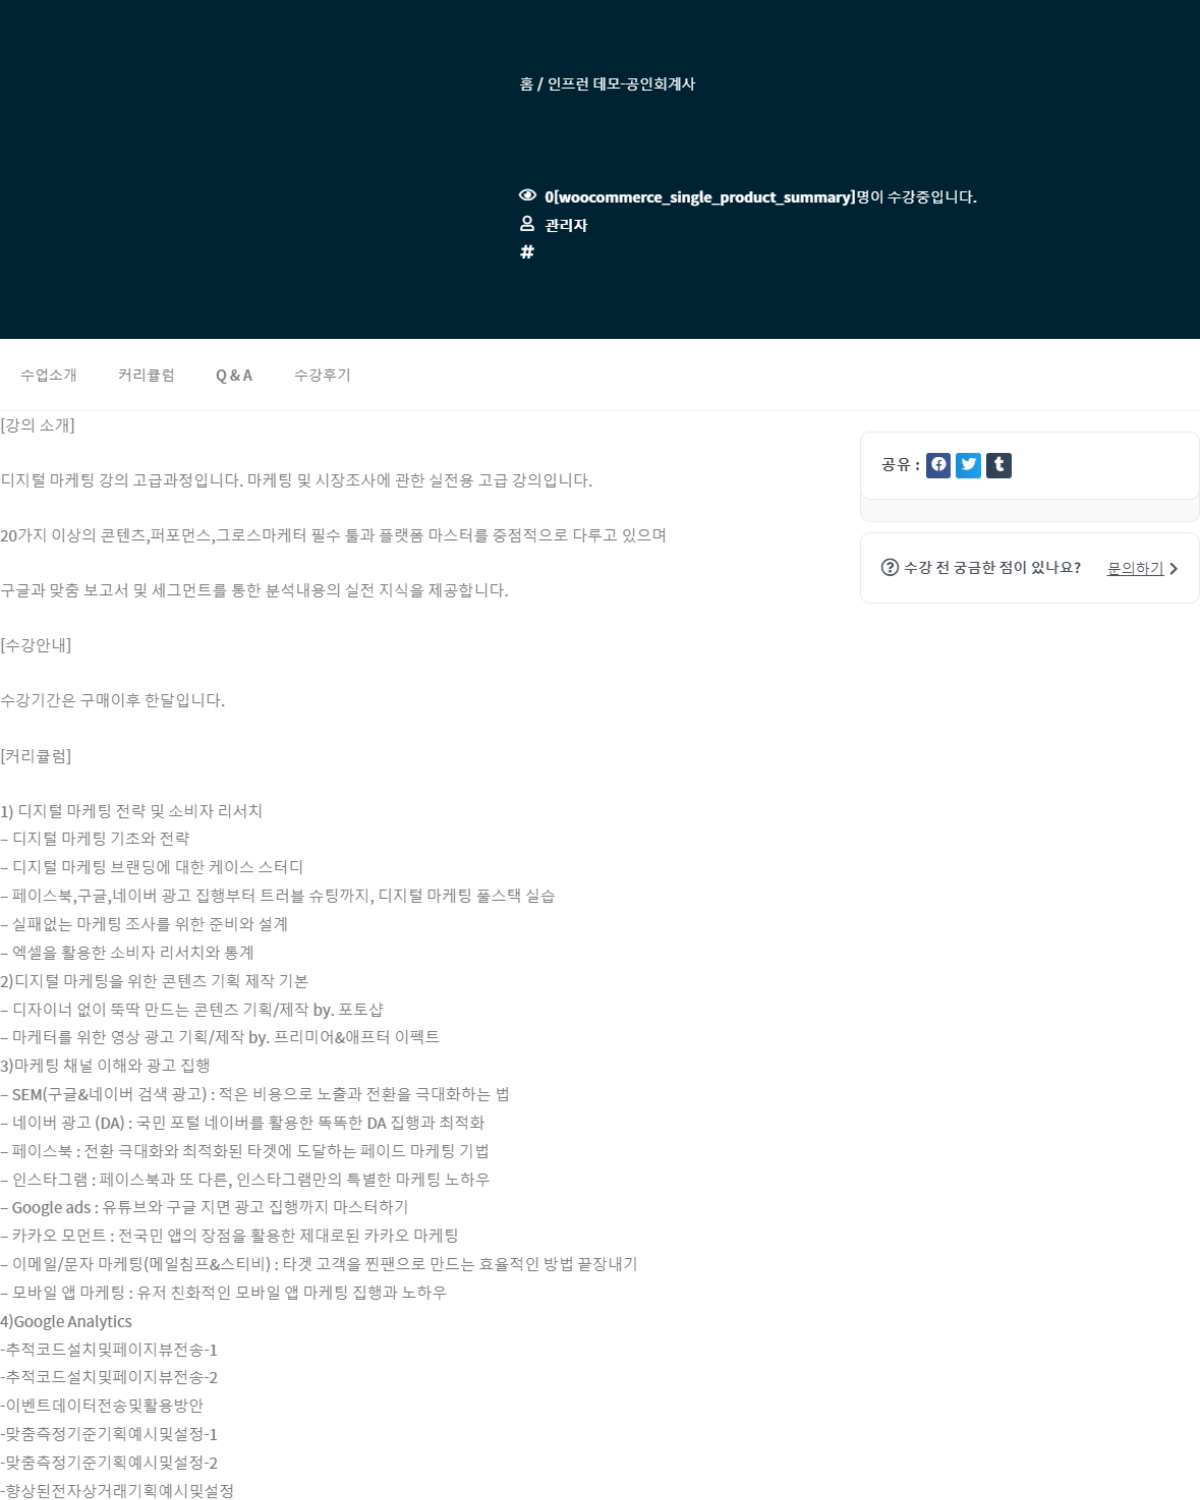 홈 / 인프런 데모-공인회계사
0[woocommerce_single_product_summary]명이 수강중입니다.
관리자
#
수업소개 커리큘럼 Q & A 수강후기
[강의 소개]
디지털 마케팅 강의 고급과정입니다. 마케팅 및 시장조사에 관한 실전용 고급 강의입니다.
20가지 이상의 콘텐츠,퍼포먼스,그로스마케터 필수 툴과 플랫폼 마스터를 중점적으로 다루고 있으며
구글과 맞춤 보고서 및 세그먼트를 통한 분석내용의 실전 지식을 제공합니다.
[수강안내]
수강기간은 구매이후 한달입니다.
[커리큘럼]
1) 디지털 마케팅 전략 및 소비자 리서치
– 디지털 마케팅 기초와 전략
– 디지털 마케팅 브랜딩에 대한 케이스 스터디
– 페이스북,구글,네이버 광고 집행부터 트러블 슈팅까지, 디지털 마케팅 풀스택 실습
– 실패없는 마케팅 조사를 위한 준비와 설계
– 엑셀을 활용한 소비자 리서치와 통계
2)디지털 마케팅을 위한 콘텐츠 기획 제작 기본
– 디자이너 없이 뚝딱 만드는 콘텐츠 기획/제작 by. 포토샵
– 마케터를 위한 영상 광고 기획/제작 by. 프리미어&애프터 이펙트
3)마케팅 채널 이해와 광고 집행
– SEM(구글&네이버 검색 광고) : 적은 비용으로 노출과 전환을 극대화하는 법
– 네이버 광고 (DA) : 국민 포털 네이버를 활용한 똑똑한 DA 집행과 최적화
– 페이스북 : 전환 극대화와 최적화된 타겟에 도달하는 페이드 마케팅 기법
– 인스타그램 : 페이스북과 또 다른, 인스타그램만의 특별한 마케팅 노하우
– Google ads : 유튜브와 구글 지면 광고 집행까지 마스터하기
– 카카오 모먼트 : 전국민 앱의 장점을 활용한 제대로된 카카오 마케팅
– 이메일/문자 마케팅(메일침프&스티비) : 타겟 고객을 찐팬으로 만드는 효율적인 방법 끝장내기
– 모바일 앱 마케팅 : 유저 친화적인 모바일 앱 마케팅 집행과 노하우
4)Google Analytics
-추적코드설치및페이지뷰전송-1
-추적코드설치및페이지뷰전송-2
-이벤트데이터전송및활용방안
-맞춤측정기준기획예시및설정-1
-맞춤측정기준기획예시및설정-2
-향상된전자상거래기획예시및설정
공유 :
수강 전 궁금한 점이 있나요? 문의하기